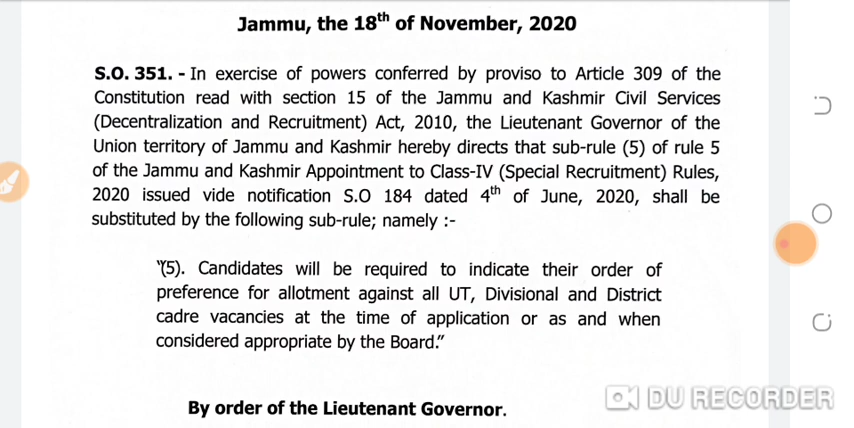 Jammu, the 18th of November, 2020
S.O. 351. - In exercise of powers conferred by proviso to Article 309 of the
Constitution read with section 15 of the Jammu and Kashmir Civil Services
(Decentralization and Recruitment) Act, 2010, the Lieutenant Governor of the
Union territory of Jammu and Kashmir hereby directs that sub-rule (5) of rule 5
of the Jammu and Kashmir Appointment to Class-IV (Special Recruitment) Rules,
2020 issued vide notification S.O 184 dated 4th of June, 2020, shall be
substituted by the following sub-rule; namely :-
"(5). Candidates will be required to indicate their order of
preference for allotment against all UT, Divisional and District
cadre vacancies at the time of application or as and when
considered appropriate by the Board."
By order of the Lieutenant Governor.
DU RECORDER